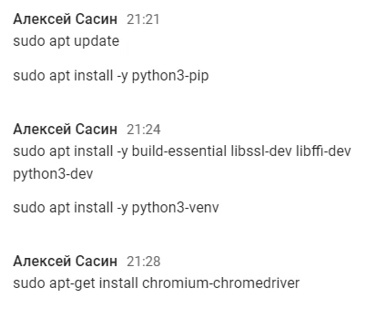 Алексей Сасин 21:21
sudo apt update
sudo apt install -y python3-pip
Алексей Сасин 21:24
sudo apt install -y build-essential libssl-dev libffi-dev
python3-dev
sudo apt install -y python3-venv
Алексей Сасин 21:28
sudo apt-get install chromium-chromedriver